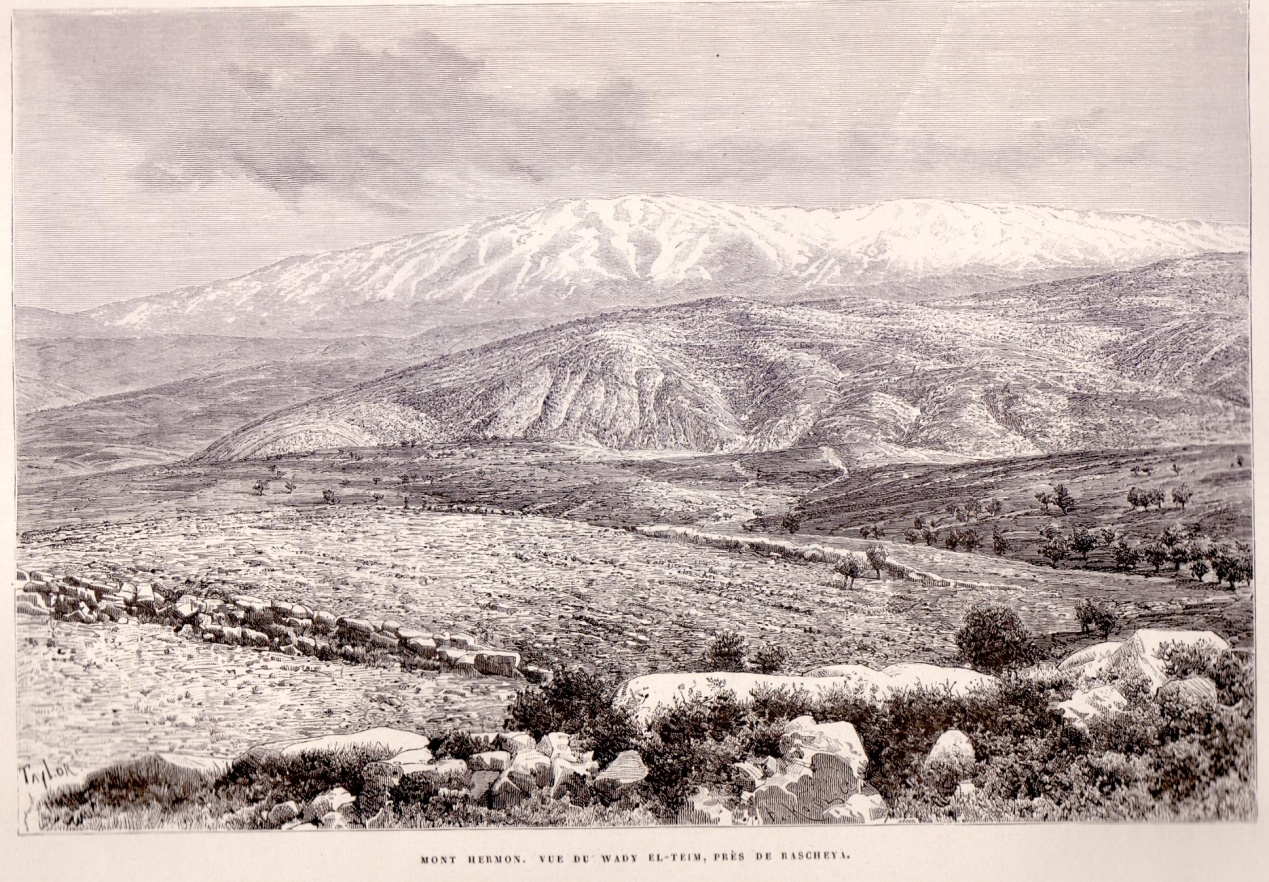 TAYLOR
MONT HERMON. VUE DU WADY EL-TEIM, PRÈS DE RASCHEYA.